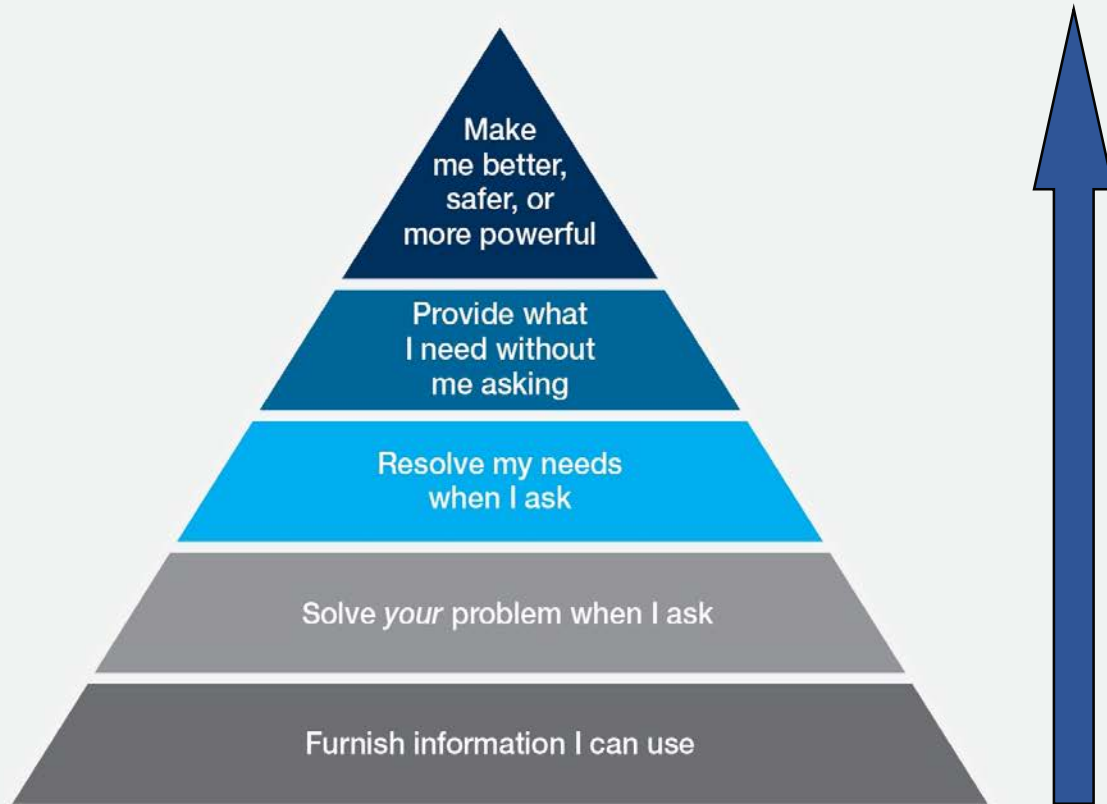 Make
me better,
safer, or
more powerful
Provide what
I need without
me asking
Resolve my needs
when I ask
Solve your problem when I ask
Furnish information I can use